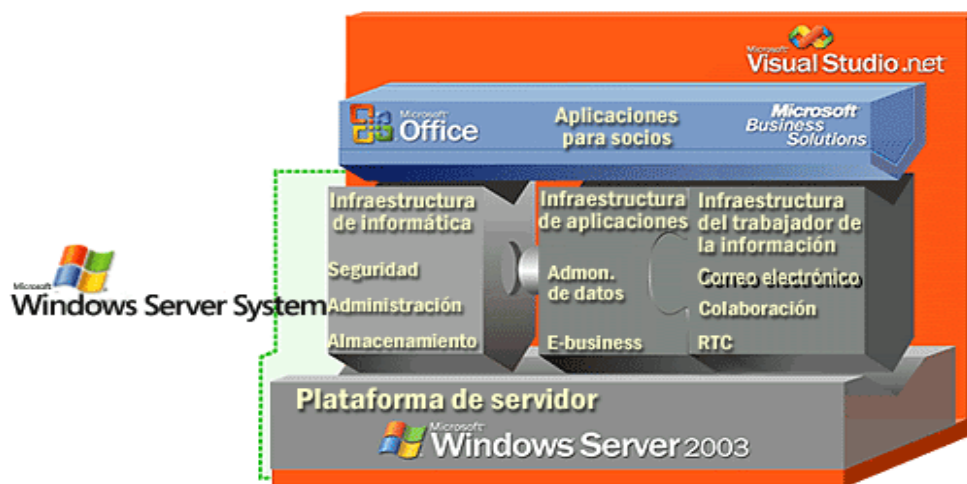 Microsoft
Visual Studio.net
Microsoft
Office
Aplicaciones
para socios
Microsoft
Business
Solutions
Infraestructura
de informática
Seguridad
Administración
Almacenamiento
Infraestructura
de aplicaciones
Admon.
de datos
E-business
Infraestructura
del trabajador de
la información
Correo electrónico
Colaboración
RTC
Microsoft
Windows Server System
Plataforma de servidor
Microsoft
Windows Server 2003